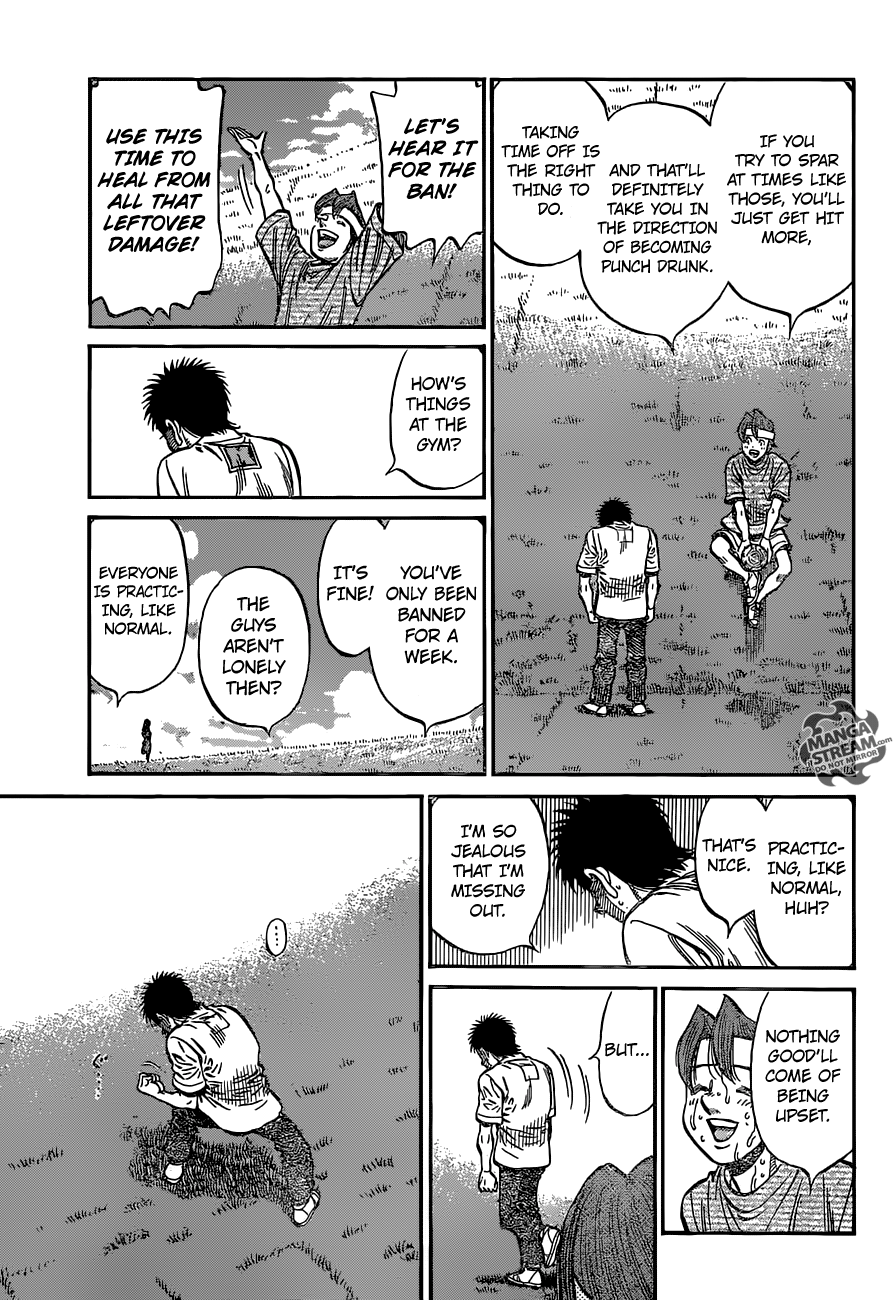 IF YOU
TRY TO SPAR
AT TIMES LIKE
THOSE, YOU'LL
JUST GET HIT
MORE,
AND THAT'LL
DEFINITELY
TAKE YOU IN
THE DIRECTION
OF BECOMING
PUNCH DRUNK.
TAKING
TIME OFF IS
THE RIGHT
THING TO
DO.
LET'S
HEAR IT
FOR THE
BAN!
USE THIS
TIME TO
HEAL FROM
ALL THAT
LEFTOVER
DAMAGE!
HOW'S
THINGS
AT THE
GYM?
YOU'VE
ONLY BEEN
BANNED
FOR A
WEEK.
IT'S
FINE!
THE
GUYS
AREN'T
LONELY
THEN?
EVERYONE
IS PRACTIC-
ING, LIKE
NORMAL.
MANGA
STREAM.com
DO NOT MIRROR
PRACTIC-
ING, LIKE
NORMAL,
HUH?
THAT'S
NICE.
I'M SO
JEALOUS
THAT I'M
MISSING
OUT.
NOTHING
GOOD'LL
COME OF
BEING
UPSET.
BUT...
...